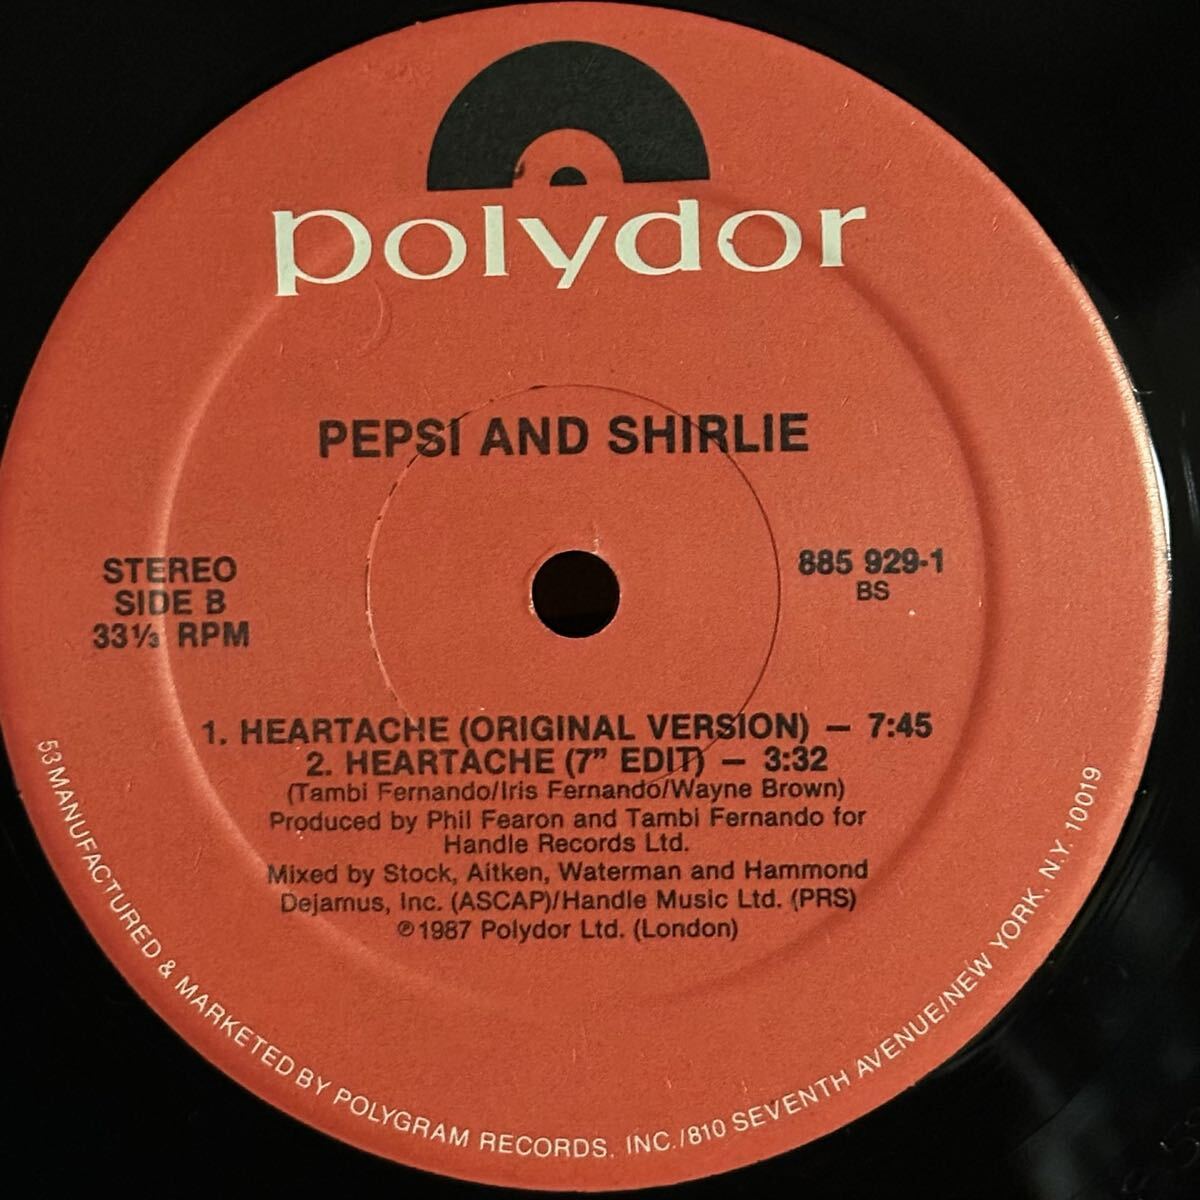 polydor
PEPSI AND SHIRLIE
STEREO
SIDE B
33⅓ RPM
885 929-1
BS
1. HEARTACHE (ORIGINAL VERSION) — 7:45
2. HEARTACHE (7" EDIT) — 3:32
(Tambi Fernando/Iris Fernando/Wayne Brown)
Produced by Phil Fearon and Tambi Fernando for
Handle Records Ltd.
Mixed by Stock, Aitken, Waterman and Hammond
Dejamus, Inc. (ASCAP)/Handle Music Ltd. (PRS)
℗1987 Polydor Ltd. (London)
53 MANUFACTURED & MARKETED BY POLYGRAM RECORDS, INC./810 SEVENTH AVENUE/NEW YORK, N.Y. 10019